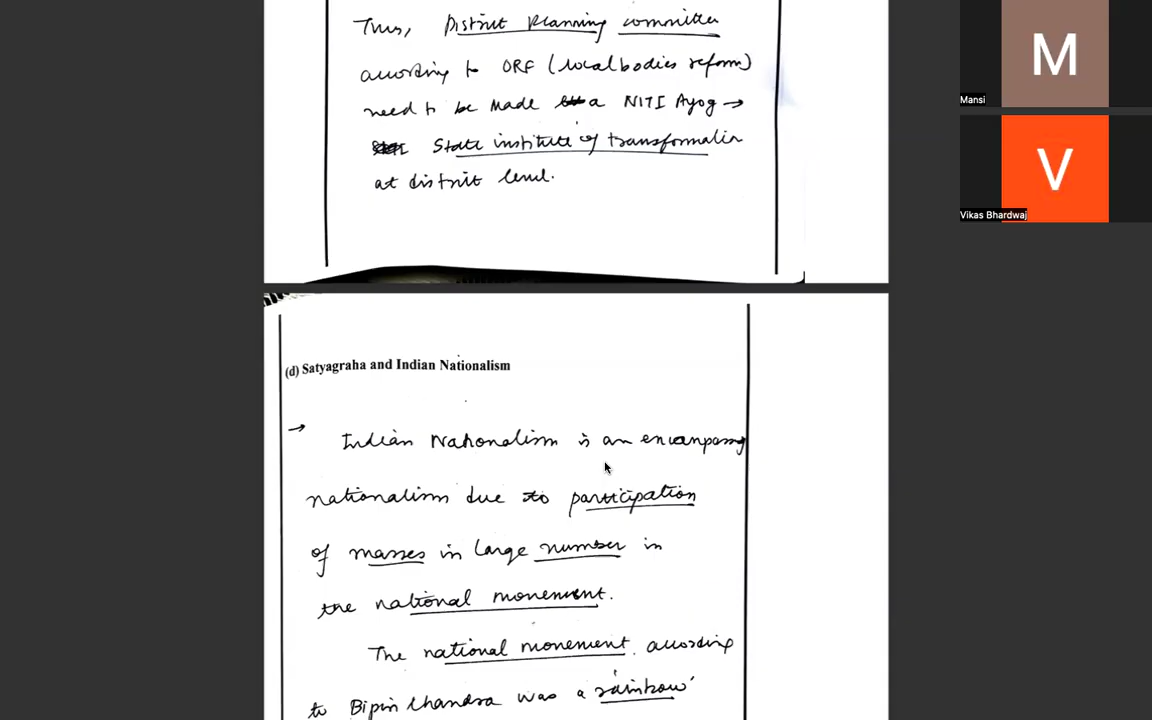 Thus, District Planning committee
according to ORF (local bodies reform)
need to be made a NITI Ayog →
State institute of transformation
at district level.
(d) Satyagraha and Indian Nationalism
→ Indian Nationalism is an encampassing
nationalism due to participation
of masses in large number in
the national movement.
The national movement according
to Bipin Chandra was a 'rainbow'
M
Mansi
V
Vikas Bhardwaj